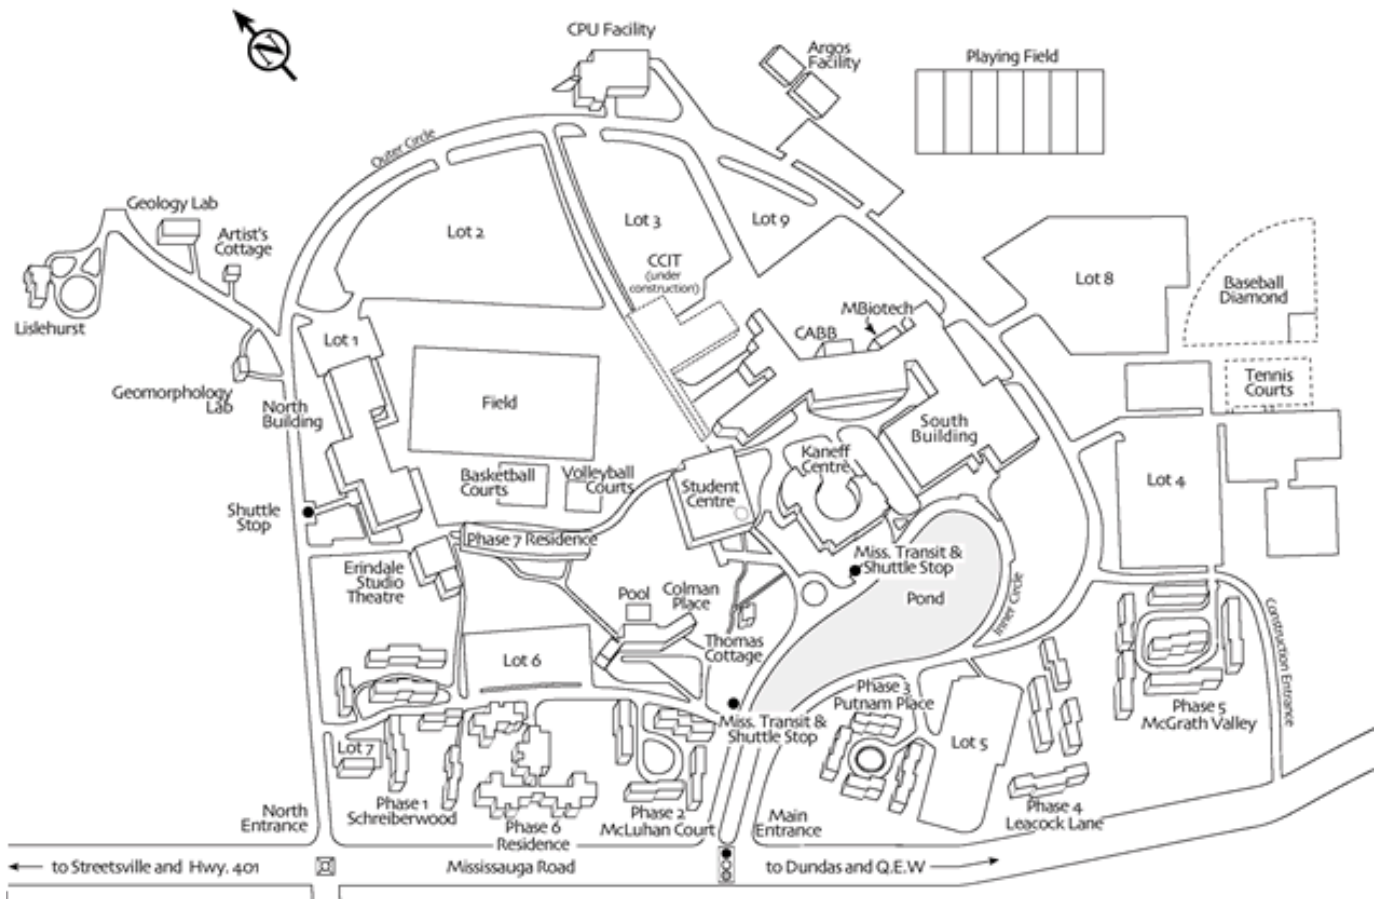 CPU Facility
Argos
Facility
Playing Field
N
Outer Circle
Geology Lab
Artist's
Cottage
Lot 2
Lot 3
Lot 9
CCIT
(under
construction)
Lot 8
Baseball
Diamond
Lislehurst
Lot 1
MBiotech
CABB
Geomorphology
Lab
North
Building
Field
Tennis
Courts
South
Building
Kaneff
Centre
Basketball
Courts
Volleyball
Courts
Student
Centre
Lot 4
Shuttle
Stop
Phase 7 Residence
Erindale
Studio
Theatre
Miss. Transit &
Shuttle Stop
Pool
Colman
Place
Pond
Inner Circle
Construction Entrance
Thomas
Cottage
Lot 6
Phase 3
Putnam Place
Phase 5
McGrath Valley
Miss. Transit &
Shuttle Stop
Lot 7
Lot 5
Phase 1
Schreiberwood
Phase 6
Residence
Phase 2
McLuhan Court
Phase 4
Leacock Lane
North
Entrance
Main
Entrance
to Streetsville and Hwy. 401
Mississauga Road
to Dundas and Q.E.W